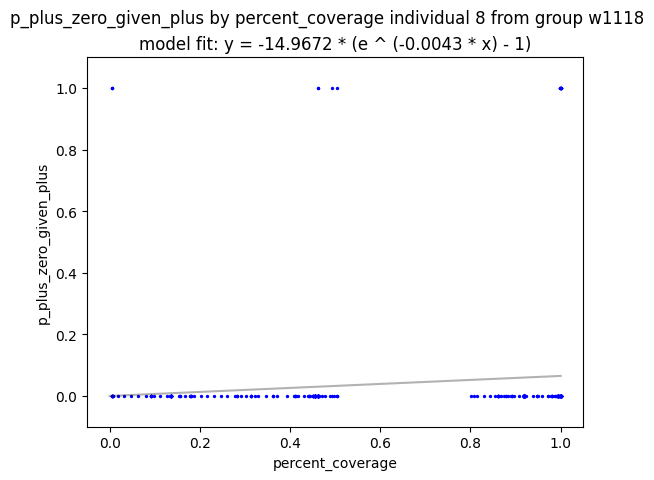 p_plus_zero_given_plus by percent_coverage individual 8 from group w1118
model fit: y = -14.9672 * (e ^ (-0.0043 * x) - 1)
1.0
0.8
0.6
0.4
0.2
0.0
p_plus_zero_given_plus
0.0 0.2 0.4 0.6 0.8 1.0
percent_coverage